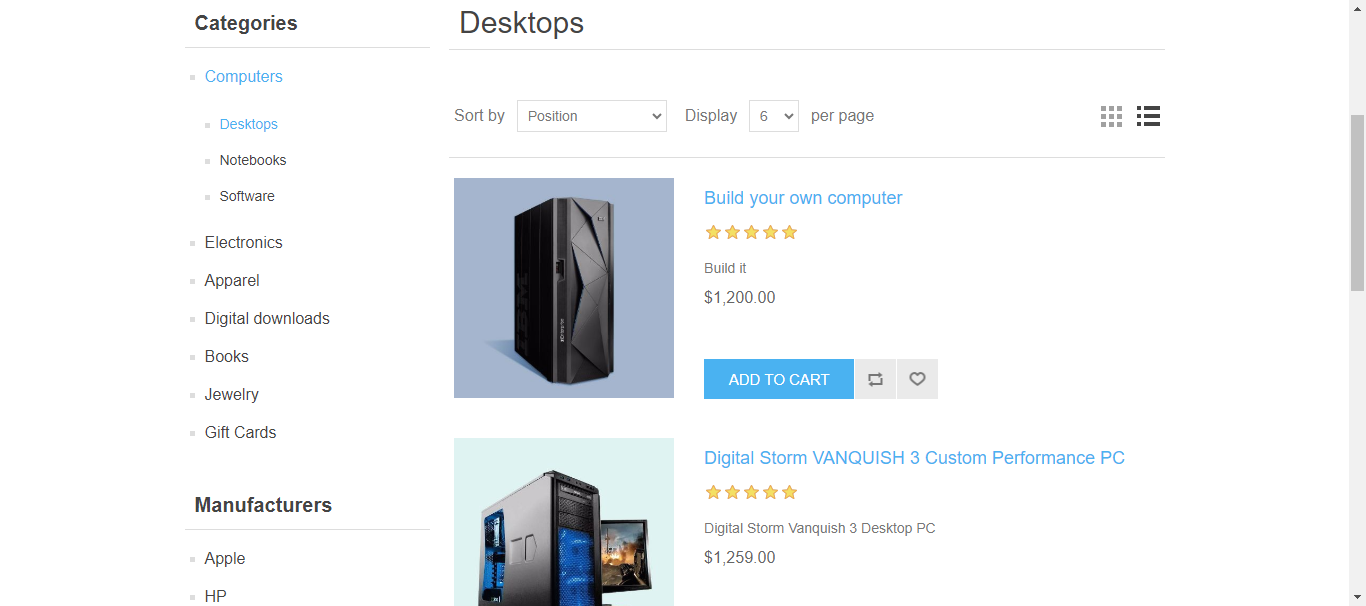 Categories
Computers
Desktops
Notebooks
Software
Electronics
Apparel
Digital downloads
Books
Jewelry
Gift Cards
Manufacturers
Apple
HP
Desktops
Sort by Position Display 6 per page
IBM
Build your own computer
Build it
$1,200.00
ADD TO CART
Digital Storm VANQUISH 3 Custom Performance PC
Digital Storm Vanquish 3 Desktop PC
$1,259.00